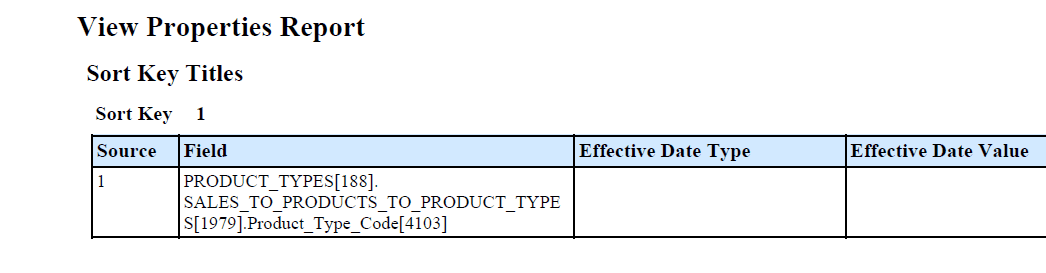 View Properties Report
Sort Key Titles
Sort Key 1
Source Field Effective Date Type Effective Date Value
1 PRODUCT_TYPES[188].
SALES_TO_PRODUCTS_TO_PRODUCT_TYPE
S[1979].Product_Type_Code[4103]